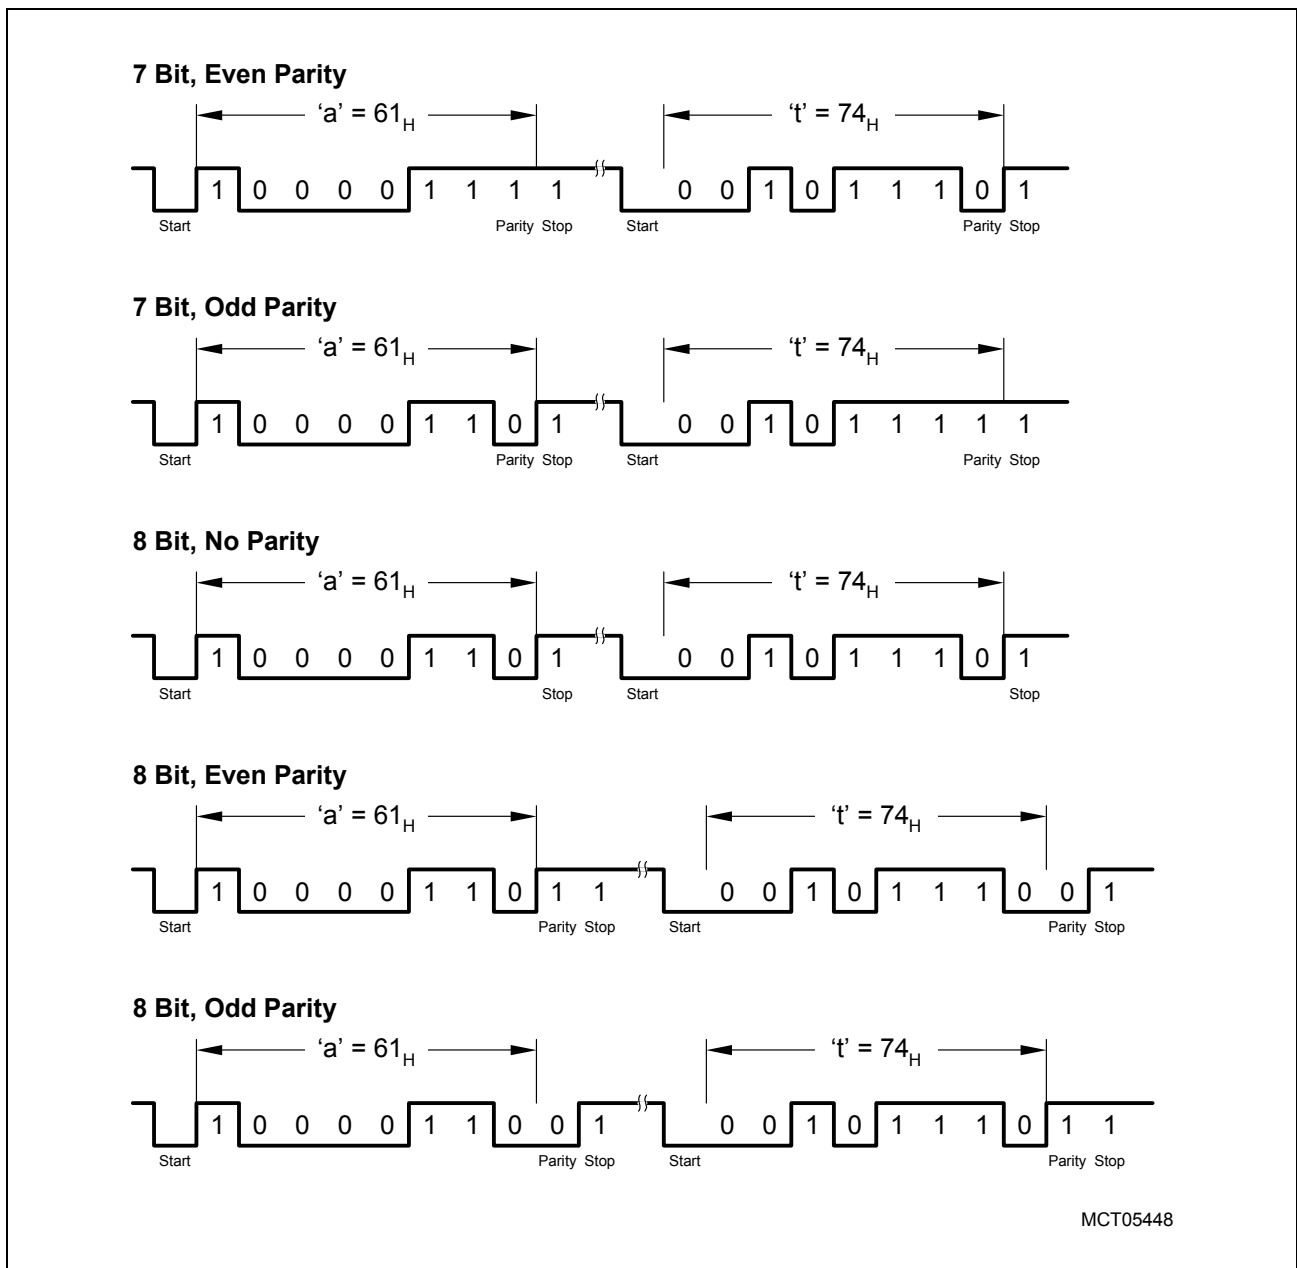 7 Bit, Even Parity
‘a’ = 61H ‘t’ = 74H
1 0 0 0 0 1 1 1 1 0 0 1 0 1 1 1 0 1
Start Parity Stop Start Parity Stop
7 Bit, Odd Parity
‘a’ = 61H ‘t’ = 74H
1 0 0 0 0 1 1 0 1 0 0 1 0 1 1 1 1 1
Start Parity Stop Start Parity Stop
8 Bit, No Parity
‘a’ = 61H ‘t’ = 74H
1 0 0 0 0 1 1 0 1 0 0 1 0 1 1 1 0 1
Start Stop Start Stop
8 Bit, Even Parity
‘a’ = 61H ‘t’ = 74H
1 0 0 0 0 1 1 0 1 1 0 0 1 0 1 1 1 0 0 1
Start Parity Stop Start Parity Stop
8 Bit, Odd Parity
‘a’ = 61H ‘t’ = 74H
1 0 0 0 0 1 1 0 0 1 0 0 1 0 1 1 1 0 1 1
Start Parity Stop Start Parity Stop
MCT05448